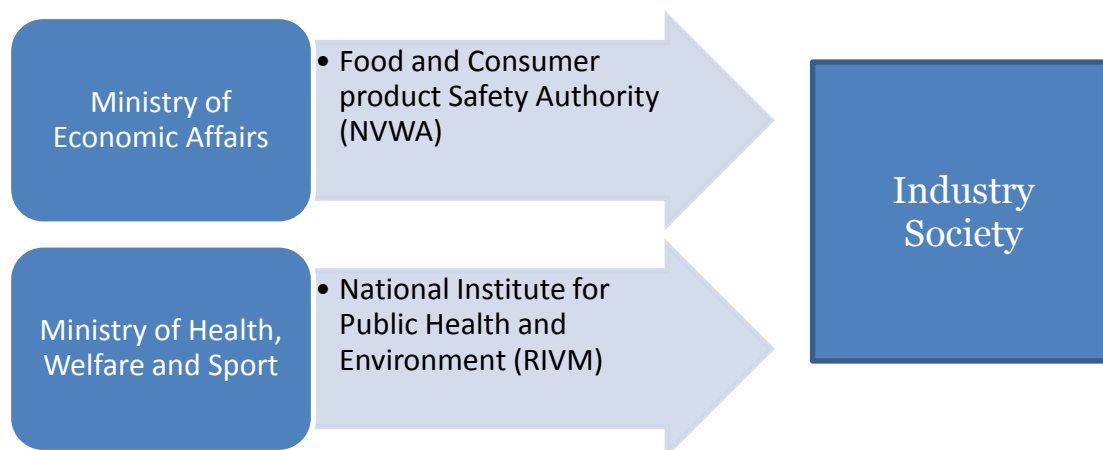 Ministry of
Economic Affairs
• Food and Consumer
product Safety Authority
(NVWA)
Ministry of Health,
Welfare and Sport
• National Institute for
Public Health and
Environment (RIVM)
Industry
Society